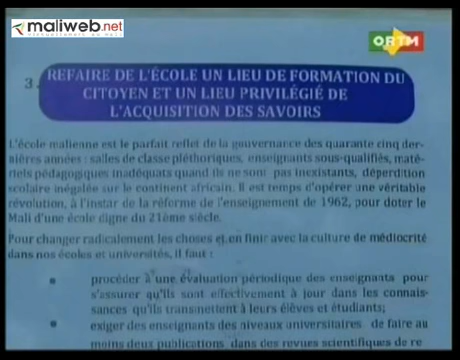 maliweb.net
ORTM
3. REFAIRE DE L'ÉCOLE UN LIEU DE FORMATION DU
CITOYEN ET UN LIEU PRIVILÉGIÉ DE
L'ACQUISITION DES SAVOIRS
L'école malienne est le parfait reflet de la gouvernance des quarante cinq der-
nières années : salles de classe pléthoriques, enseignants sous-qualifiés, maté-
riels pédagogiques inadéquats quand ils ne sont pas inexistants, déperdition
scolaire inégalée sur le continent africain. Il est temps d'opérer une véritable
révolution, à l'instar de la réforme de l'enseignement de 1962, pour doter le
Mali d'une école digne du 21ème siècle.
Pour changer radicalement les choses et en finir avec la culture de médiocrité
dans nos écoles et universités, il faut :
• procéder à une évaluation périodique des enseignants pour
s'assurer qu'ils sont effectivement à jour dans les connais-
sances qu'ils transmettent à leurs élèves et étudiants;
• exiger des enseignants des niveaux universitaires de faire au
moins deux publications dans des revues scientifiques de re